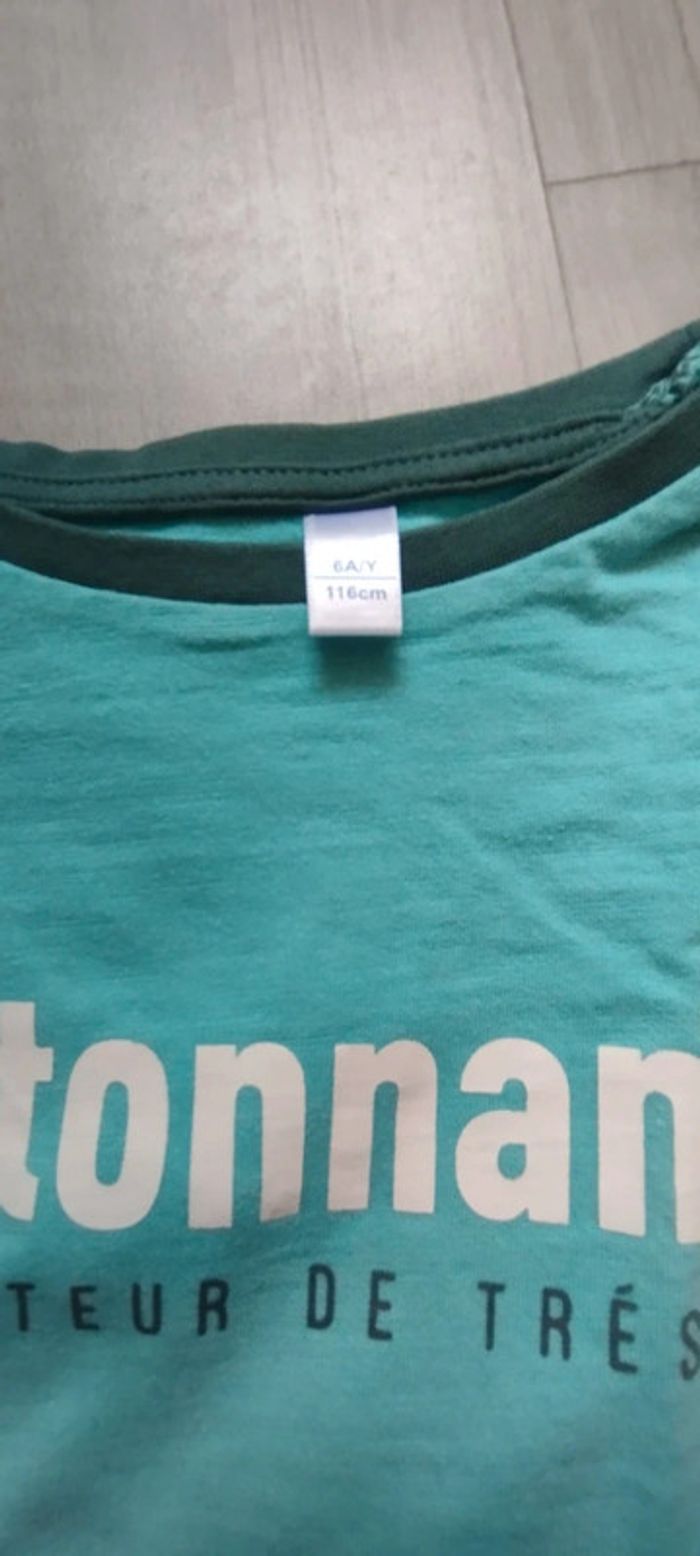 6A/Y
116cm
tonnan
TEUR DE TRÉS